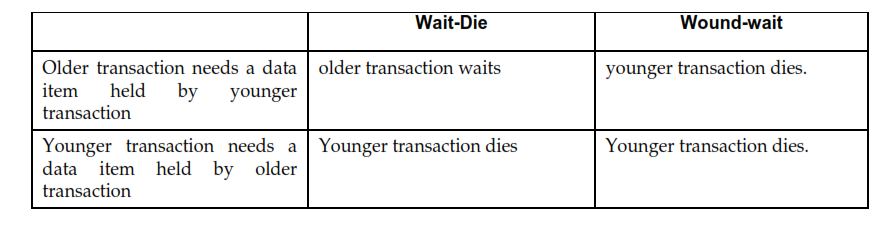 Wait-Die Wound-wait
Older transaction needs a data older transaction waits younger transaction dies.
item held by younger
transaction
Younger transaction needs a Younger transaction dies Younger transaction dies.
data item held by older
transaction